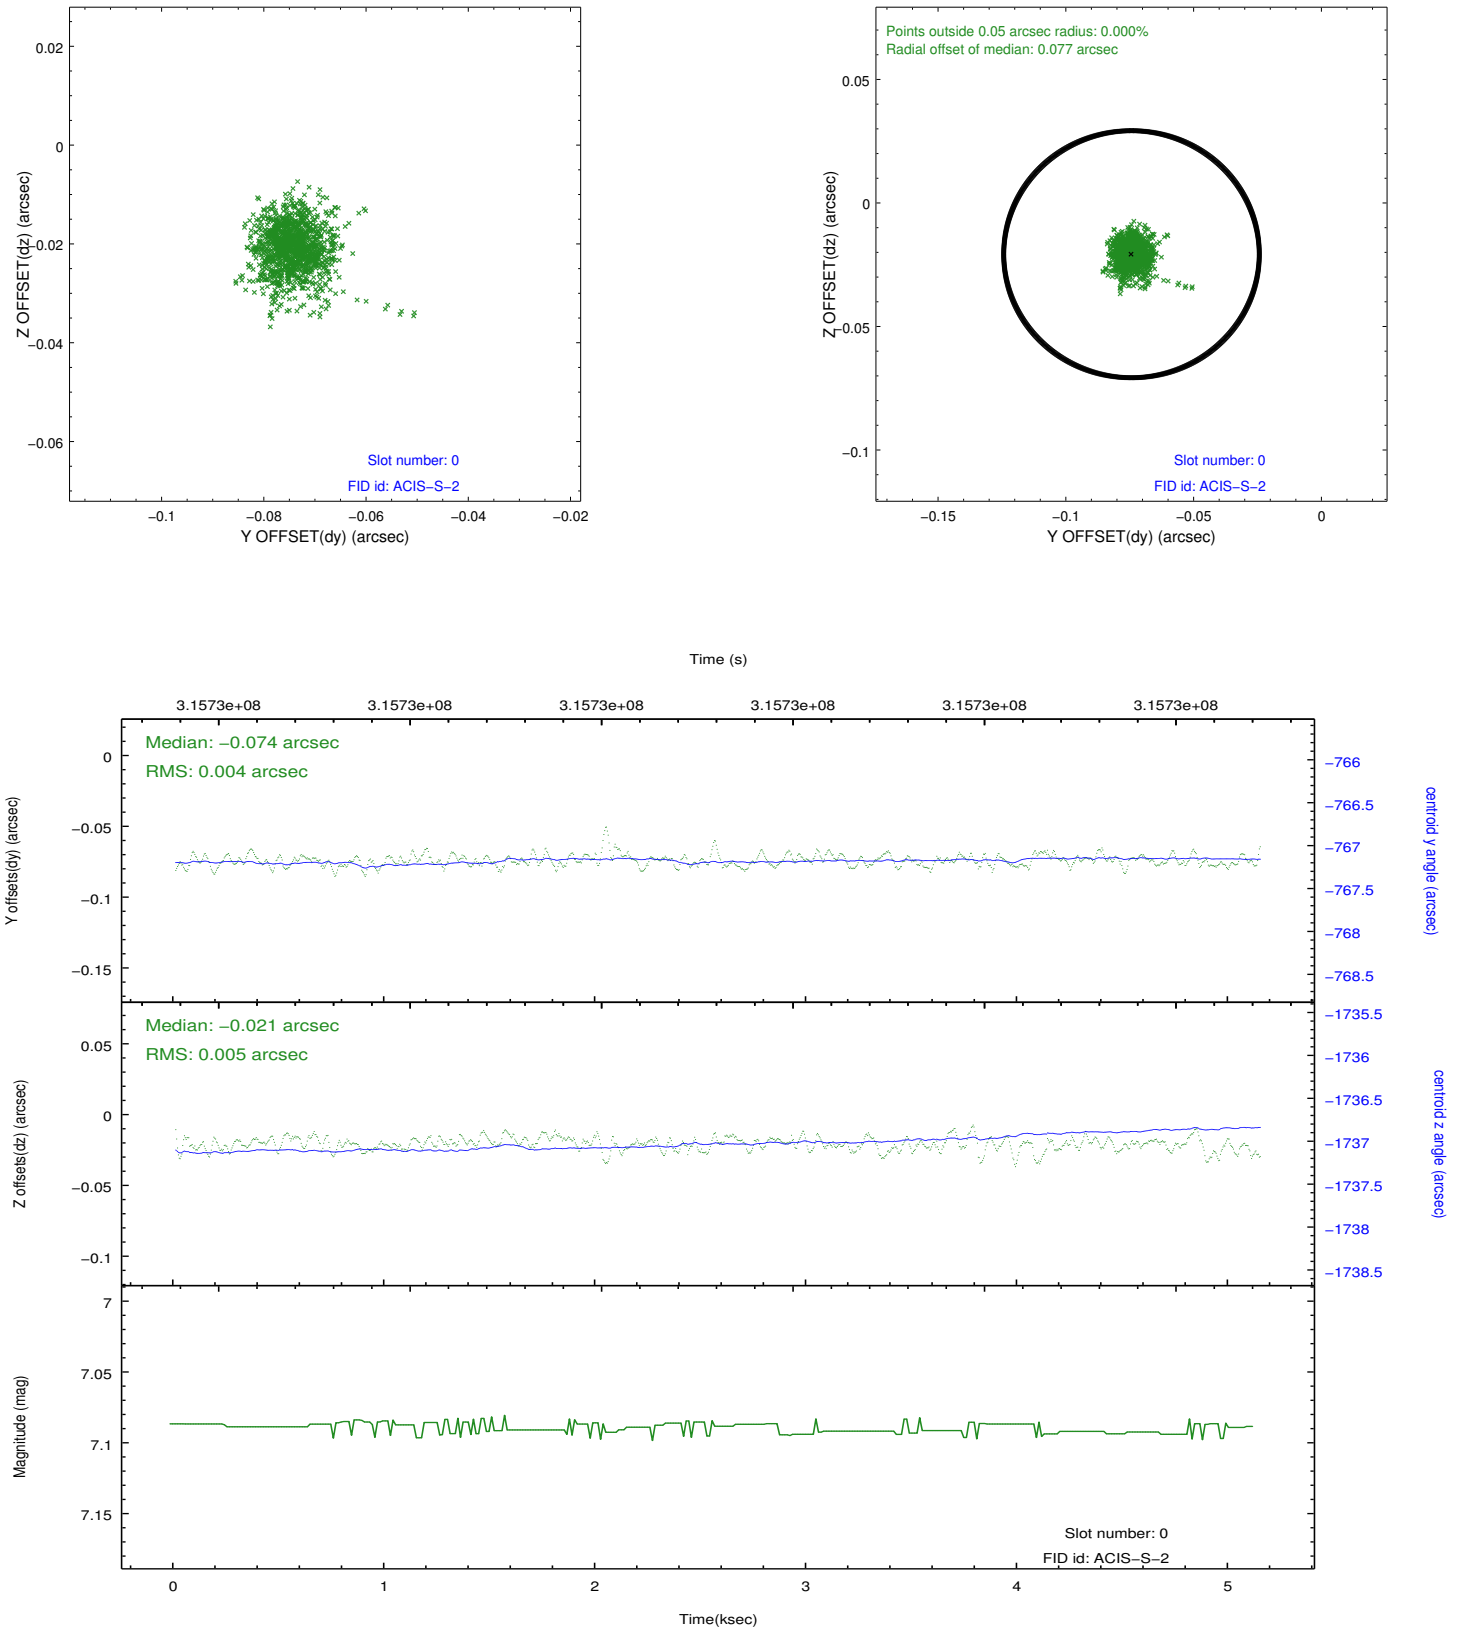 0.02
0
−0.02
−0.04
−0.06
Z OFFSET(dz) (arcsec)
Slot number: 0
FID id: ACIS−S−2
−0.1
−0.08
−0.06
−0.04
−0.02
Y OFFSET(dy) (arcsec)
Points outside 0.05 arcsec radius: 0.000%
Radial offset of median: 0.077 arcsec
0.05
0
−0.05
−0.1
Z OFFSET(dz) (arcsec)
Slot number: 0
FID id: ACIS−S−2
−0.15
−0.1
−0.05
0
Y OFFSET(dy) (arcsec)
Time (s)
3.1573e+08
3.1573e+08
3.1573e+08
3.1573e+08
3.1573e+08
3.1573e+08
Median: −0.074 arcsec
RMS: 0.004 arcsec
0
−0.05
−0.1
−0.15
Y offsets(dy) (arcsec)
−766
−766.5
−767
−767.5
−768
−768.5
centroid y angle (arcsec)
Median: −0.021 arcsec
RMS: 0.005 arcsec
0.05
0
−0.05
−0.1
Z offsets(dz) (arcsec)
−1735.5
−1736
−1736.5
−1737
−1737.5
−1738
−1738.5
centroid z angle (arcsec)
7
7.05
7.1
7.15
Magnitude (mag)
Slot number: 0
FID id: ACIS−S−2
0
1
2
3
4
5
Time(ksec)